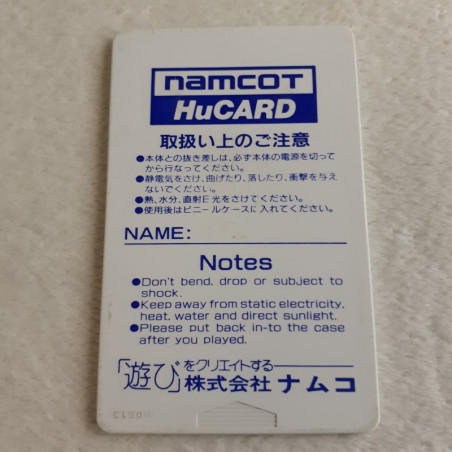 namcoT
HuCARD
取扱い上のご注意
●本体との抜き差しは、必ず本体の電源を切って
から行なってください。
●静電気をさけ、曲げたり、落したり、衝撃を与え
ないでください。
●熱、水分、直射日光をさけてください。
●使用後はビニールケースに入れてください。
NAME:
Notes
●Don't bend, drop or subject to
shock.
●Keep away from static electricity,
heat, water and direct sunlight.
●Please put back in-to the case
after you played.
「遊び」をクリエイトする
株式会社 ナムコ